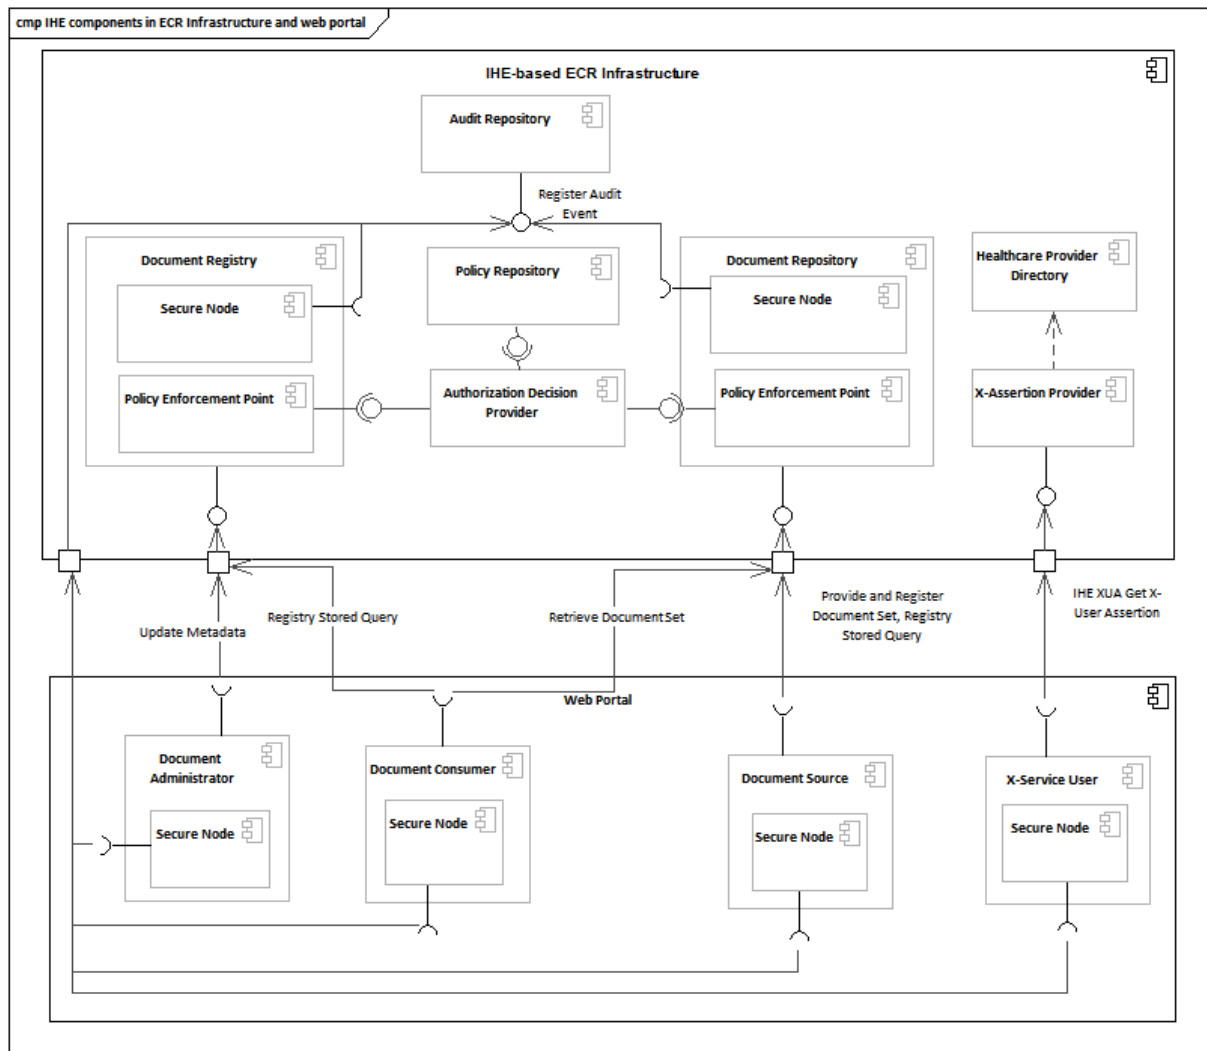 cmp IHE components in ECR Infrastructure and web portal
IHE-based ECR Infrastructure
Audit Repository
Register Audit
Event
Document Registry
Policy Repository
Document Repository
Healthcare Provider
Directory
Secure Node
Secure Node
Policy Enforcement Point
Authorization Decision
Provider
Policy Enforcement Point
X-Assertion Provider
Update Metadata
Registry Stored Query
Retrieve Document Set
Provide and Register
Document Set, Registry
Stored Query
IHE XUA Get X-
User Assertion
Web Portal
Document
Administrator
Document Consumer
Document Source
X-Service User
Secure Node
Secure Node
Secure Node
Secure Node